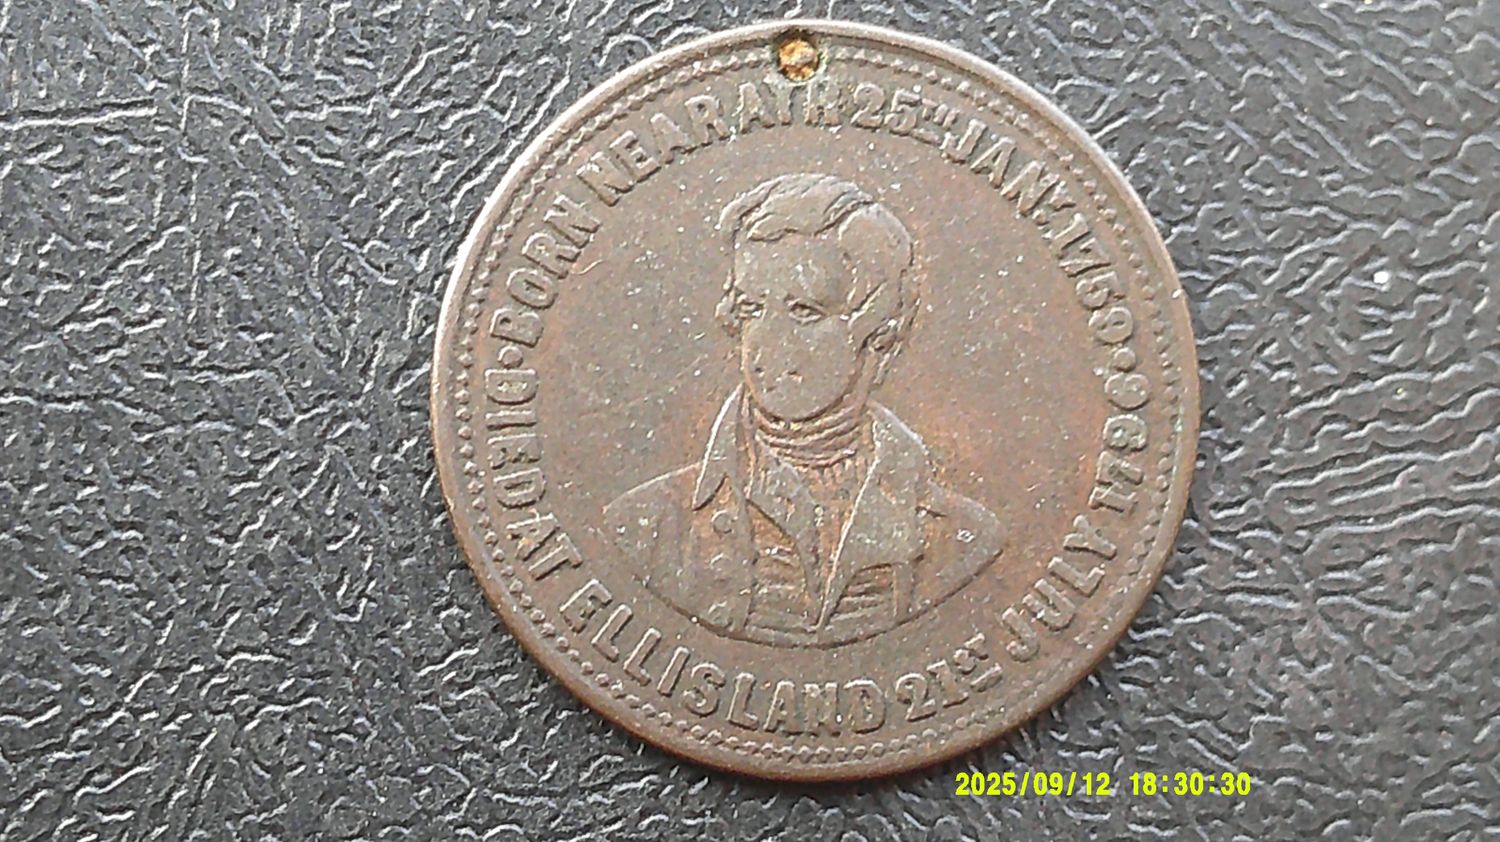 BORN NEAR AYR 25TH JANY. 1759 •
DIED AT ELLISLAND 21ST JULY 1796 •
2025/09/12 18:30:30